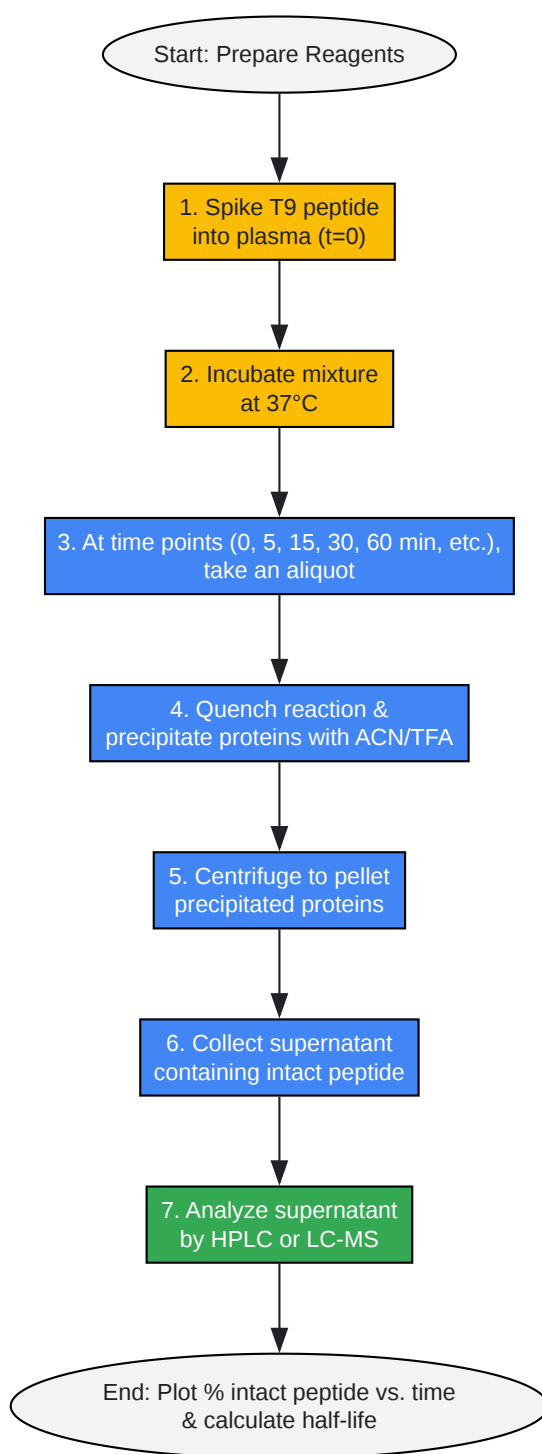 Start: Prepare Reagents
1. Spike T9 peptide
into plasma (t=0)
2. Incubate mixture
at 37°C
3. At time points (0, 5, 15, 30, 60 min, etc.),
take an aliquot
4. Quench reaction &
precipitate proteins with ACN/TFA
5. Centrifuge to pellet
precipitated proteins
6. Collect supernatant
containing intact peptide
7. Analyze supernatant
by HPLC or LC-MS
End: Plot % intact peptide vs. time
& calculate half-life